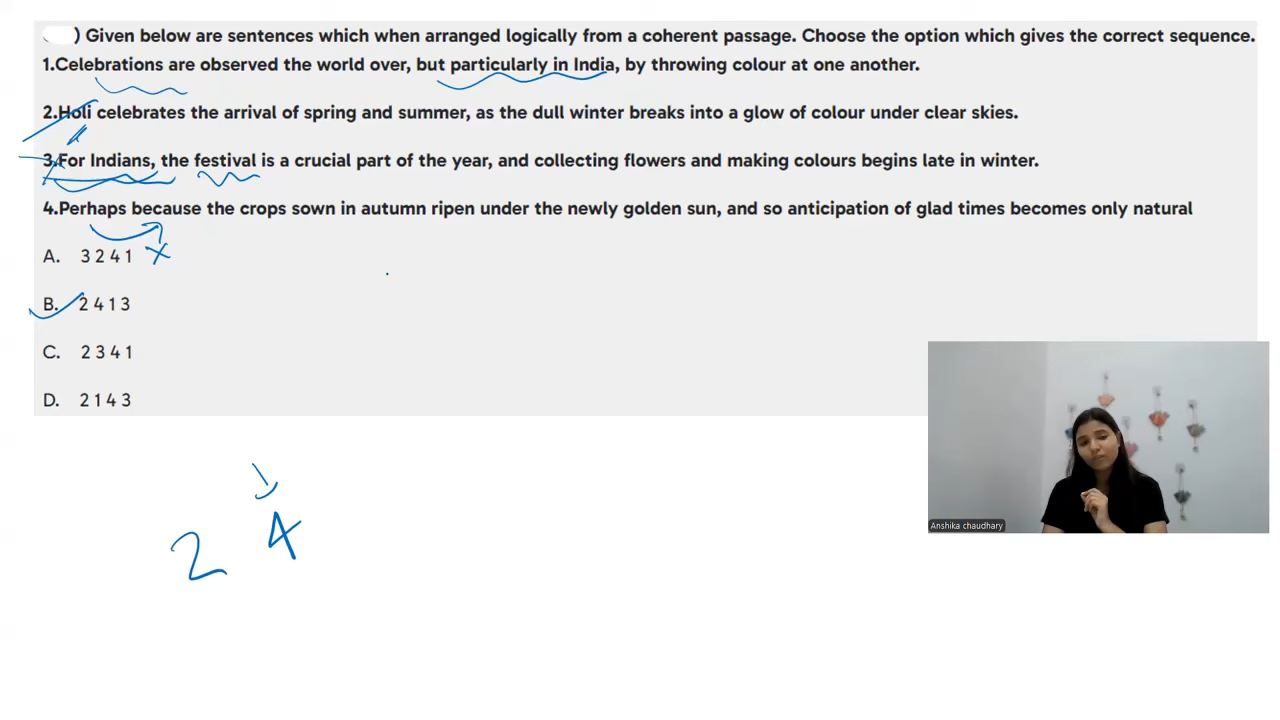 ) Given below are sentences which when arranged logically from a coherent passage. Choose the option which gives the correct sequence.
1.Celebrations are observed the world over, but particularly in India, by throwing colour at one another.
2.Holi celebrates the arrival of spring and summer, as the dull winter breaks into a glow of colour under clear skies.
3.For Indians, the festival is a crucial part of the year, and collecting flowers and making colours begins late in winter.
4.Perhaps because the crops sown in autumn ripen under the newly golden sun, and so anticipation of glad times becomes only natural
A. 3 2 4 1
B. 2 4 1 3
C. 2 3 4 1
D. 2 1 4 3
2 4
Anshika chaudhary